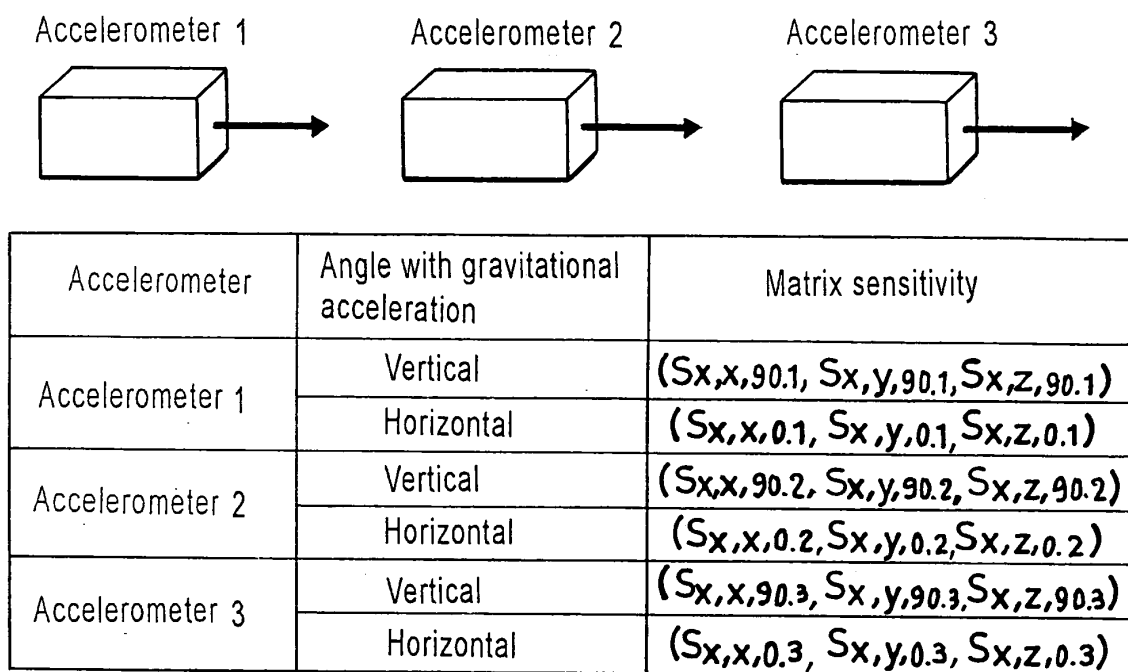 Accelerometer 1 Accelerometer 2 Accelerometer 3
Accelerometer Angle with gravitational acceleration Matrix sensitivity
Accelerometer 1 Vertical (Sx,x,90.1, Sx,y,90.1, Sx,z,90.1)
Horizontal (Sx,x,0.1, Sx,y,0.1, Sx,z,0.1)
Accelerometer 2 Vertical (Sx,x,90.2, Sx,y,90.2, Sx,z,90.2)
Horizontal (Sx,x,0.2, Sx,y,0.2, Sx,z,0.2)
Accelerometer 3 Vertical (Sx,x,90.3, Sx,y,90.3, Sx,z,90.3)
Horizontal (Sx,x,0.3, Sx,y,0.3, Sx,z,0.3)